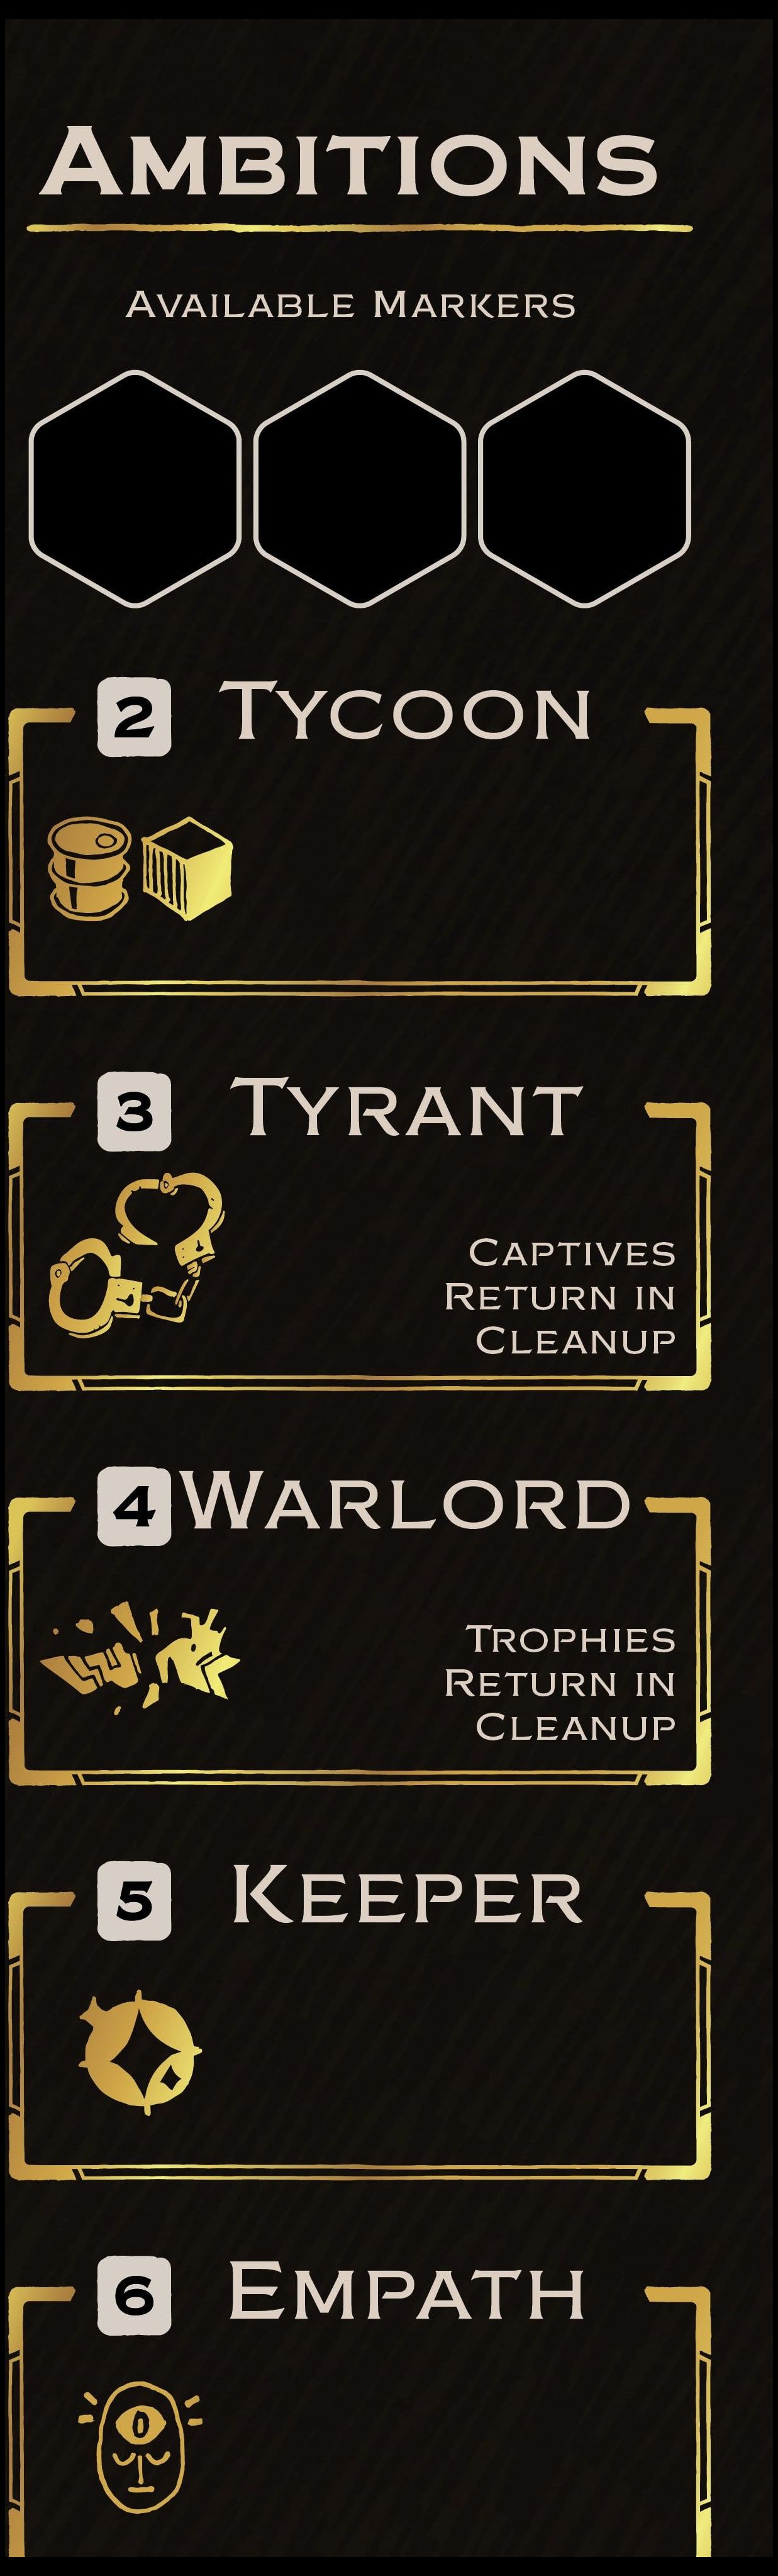 Ambitions
Available Markers
2 Tycoon
3 Tyrant
Captives
Return in
Cleanup
4 Warlord
Trophies
Return in
Cleanup
5 Keeper
6 Empath